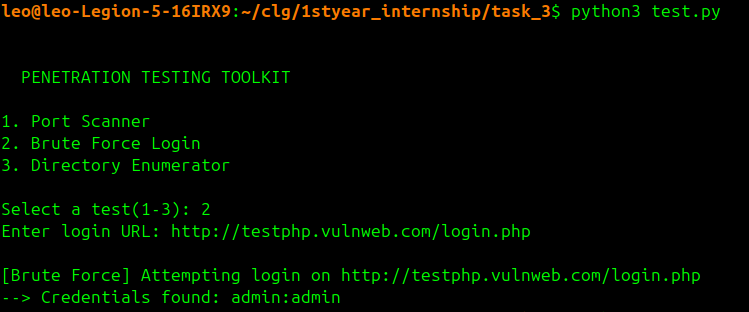 leo@leo-Legion-5-16IRX9:~/clg/1styear_internship/task_3$ python3 test.py
PENETRATION TESTING TOOLKIT
1. Port Scanner
2. Brute Force Login
3. Directory Enumerator
Select a test(1-3): 2
Enter login URL: http://testphp.vulnweb.com/login.php
[Brute Force] Attempting login on http://testphp.vulnweb.com/login.php
--> Credentials found: admin:admin